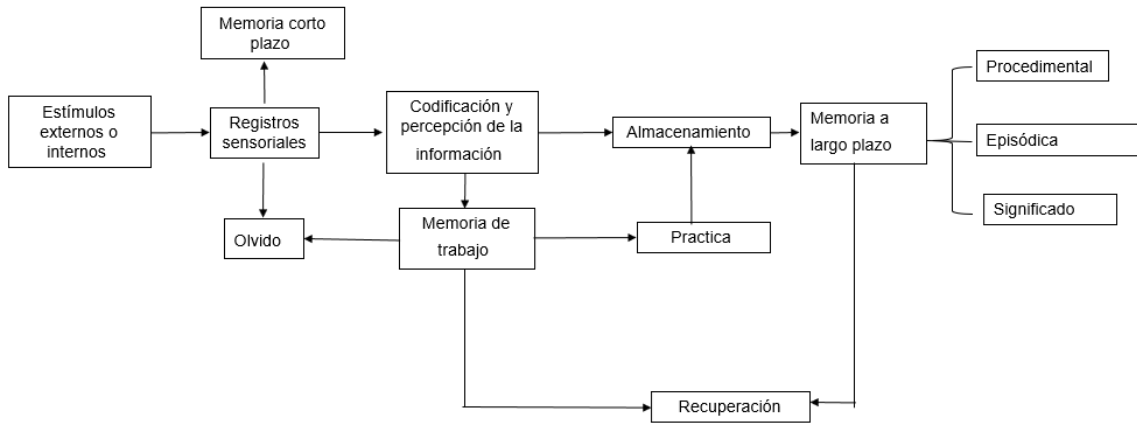 Memoria corto
plazo
Procedimental
Estímulos
externos o
internos
Registros
sensoriales
Codificación y
percepción de la
información
Almacenamiento
Memoria a
largo plazo
Episódica
Significado
Olvido
Memoria de
trabajo
Practica
Recuperación